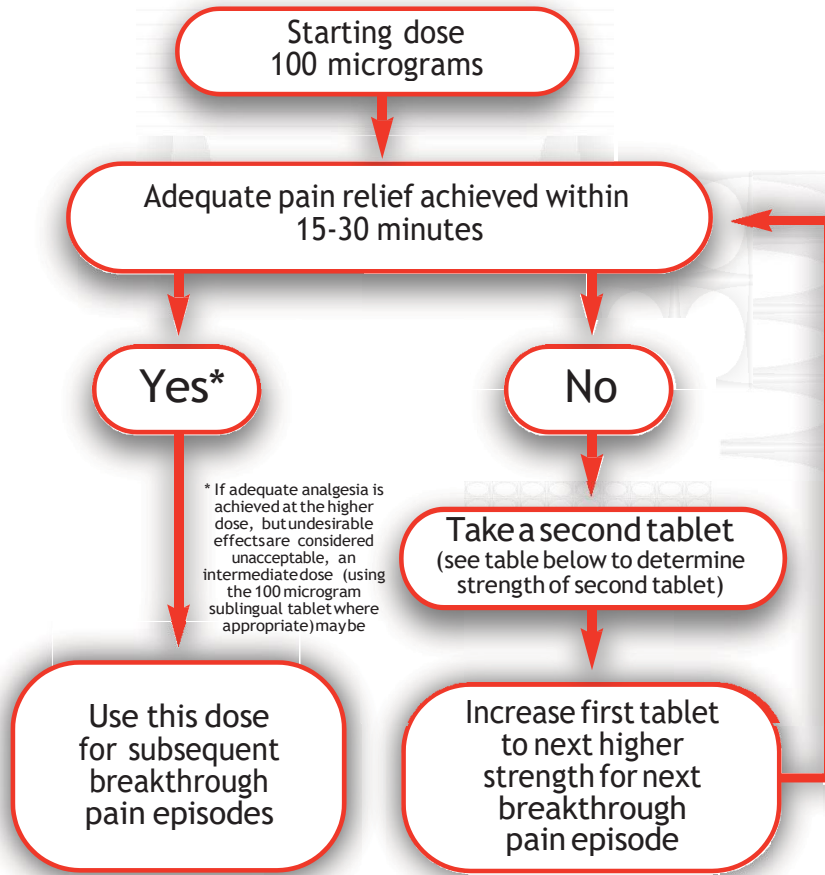 Starting dose
100 micrograms
Adequate pain relief achieved within
15-30 minutes
Yes*
No
* If adequate analgesia is
achieved at the higher
dose, but undesirable
effects are considered
unacceptable, an
intermediate dose (using
the 100 microgram
sublingual tablet where
appropriate) may be
Take a second tablet
(see table below to determine
strength of second tablet)
Use this dose
for subsequent
breakthrough
pain episodes
Increase first tablet
to next higher
strength for next
breakthrough
pain episode